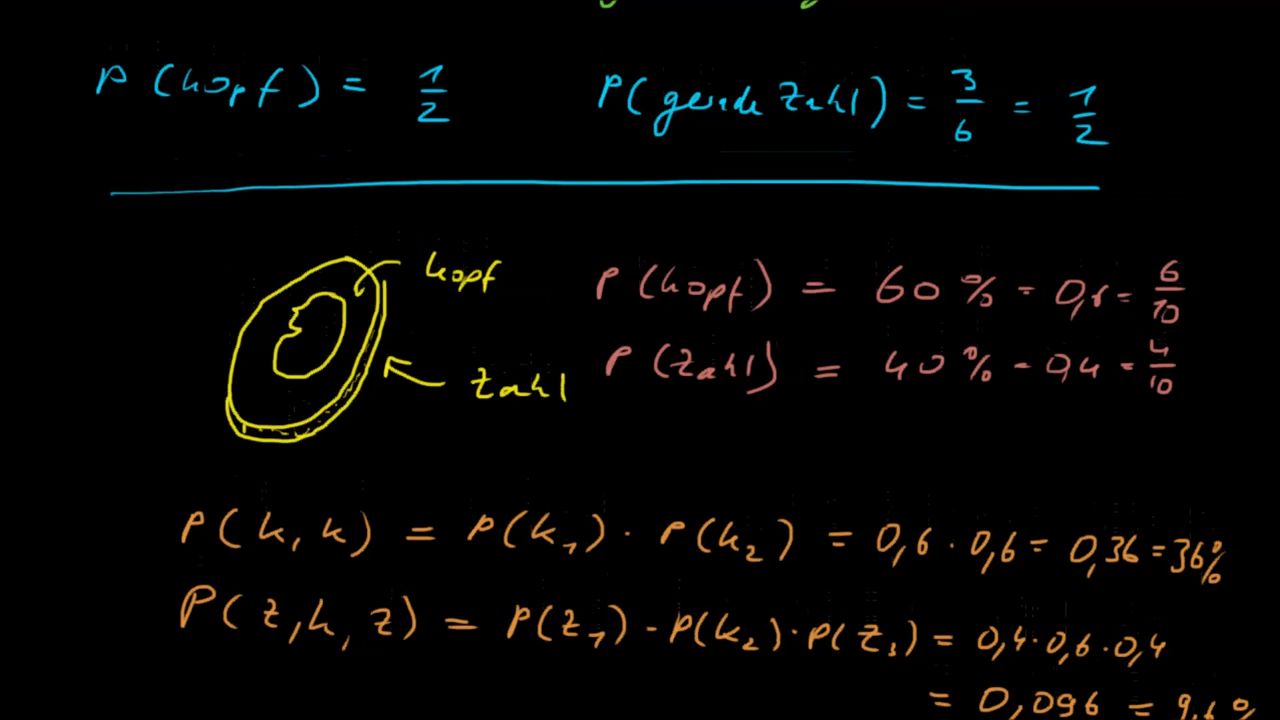 P(Kopf) = 1/2 P(gerade Zahl) = 3/6 = 1/2
Kopf
Zahl
P(Kopf) = 60 % = 0,6 = 6/10
P(Zahl) = 40 % = 0,4 = 4/10
P(k, k) = P(k₁) · P(k₂) = 0,6 · 0,6 = 0,36 = 36%
P(z, k, z) = P(z₁) · P(k₂) · P(z₃) = 0,4 · 0,6 · 0,4
= 0,096 = 9,6%